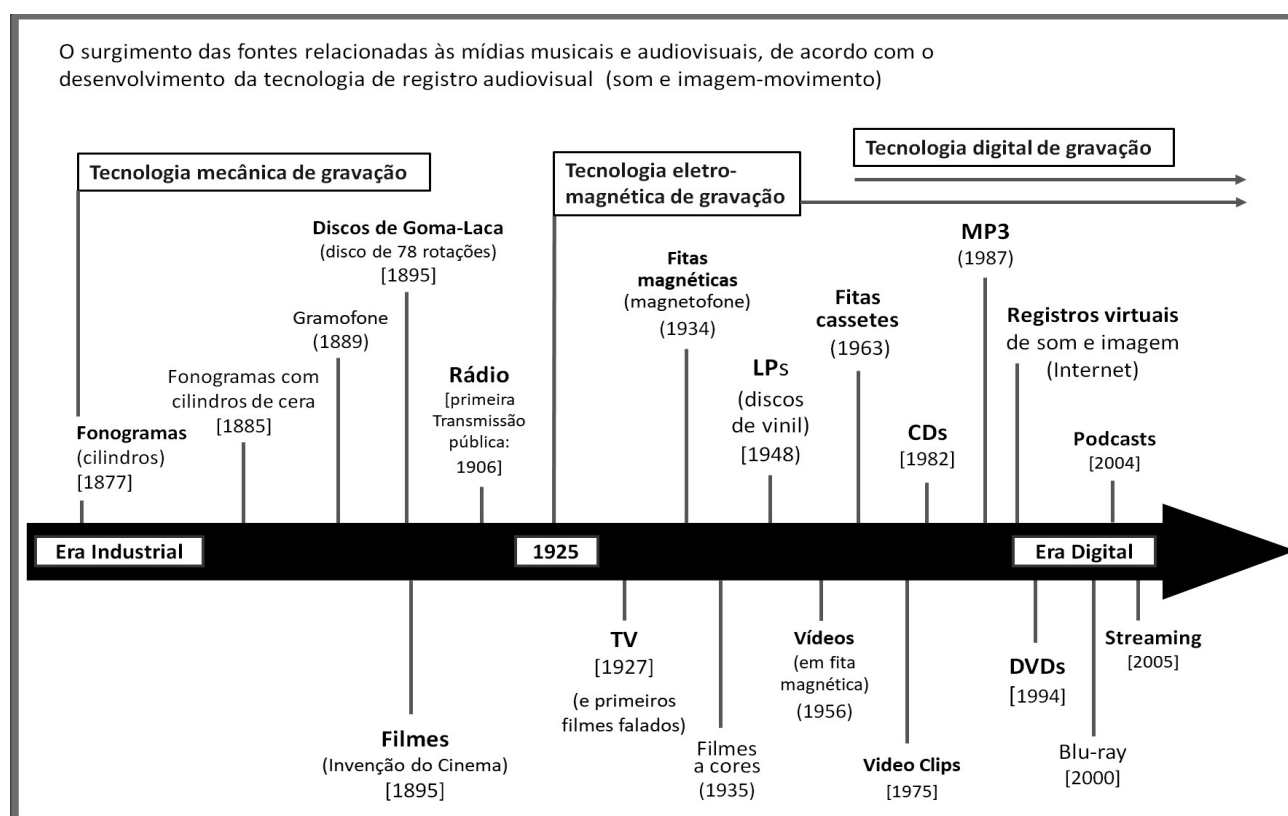 O surgimento das fontes relacionadas às mídias musicais e audiovisuais, de acordo com o
desenvolvimento da tecnologia de registro audiovisual (som e imagem-movimento)
Tecnologia mecânica de gravação
Tecnologia eletro-
magnética de gravação
Tecnologia digital de gravação
Fonogramas
(cilindros)
[1877]
Fonogramas com
cilindros de cera
[1885]
Gramofone
(1889)
Discos de Goma-Laca
(disco de 78 rotações)
[1895]
Rádio
[primeira
Transmissão
pública:
1906]
Fitas
magnéticas
(magnetofone)
(1934)
LPs
(discos
de vinil)
[1948)
Fitas
cassetes
(1963)
CDs
[1982]
MP3
(1987)
Registros virtuais
de som e imagem
(Internet)
Podcasts
[2004]
Era Industrial
1925
Era Digital
Filmes
(Invenção do Cinema)
[1895]
TV
[1927]
(e primeiros
filmes falados)
Filmes
a cores
(1935)
Vídeos
(em fita
magnética)
(1956)
Video Clips
[1975]
DVDs
[1994]
Blu-ray
[2000]
Streaming
[2005]